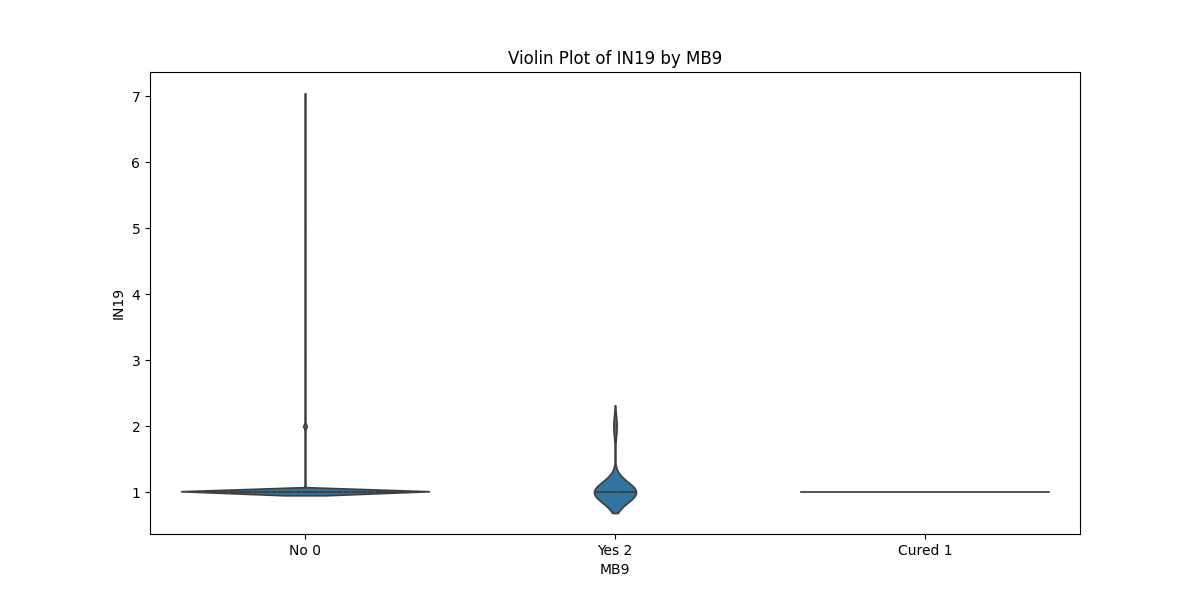 Violin Plot of IN19 by MB9
7
6
5
4
3
2
1
IN19
No 0
Yes 2
Cured 1
MB9